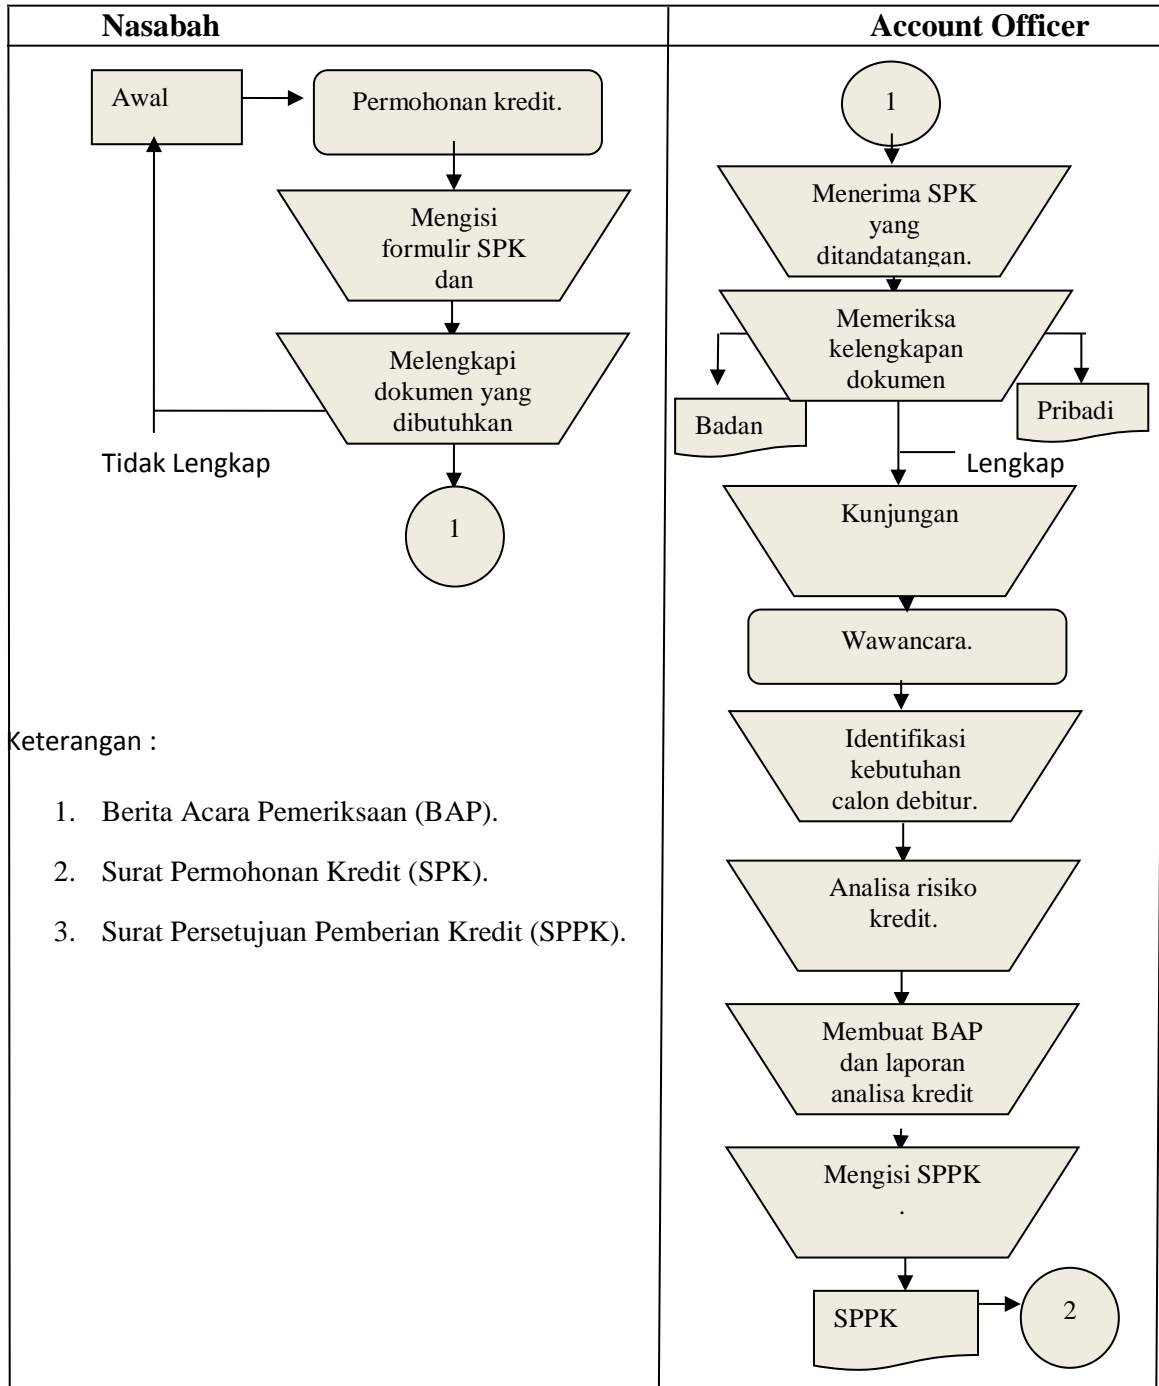 Nasabah
Account Officer
Awal
Permohonan kredit.
Mengisi
formulir SPK
dan
Melengkapi
dokumen yang
dibutuhkan
Tidak Lengkap
1
Keterangan :
1. Berita Acara Pemeriksaan (BAP).
2. Surat Permohonan Kredit (SPK).
3. Surat Persetujuan Pemberian Kredit (SPPK).
1
Menerima SPK
yang
ditandatangan.
Memeriksa
kelengkapan
dokumen
Badan
Pribadi
Lengkap
Kunjungan
Wawancara.
Identifikasi
kebutuhan
calon debitur.
Analisa risiko
kredit.
Membuat BAP
dan laporan
analisa kredit
Mengisi SPPK
.
SPPK
2